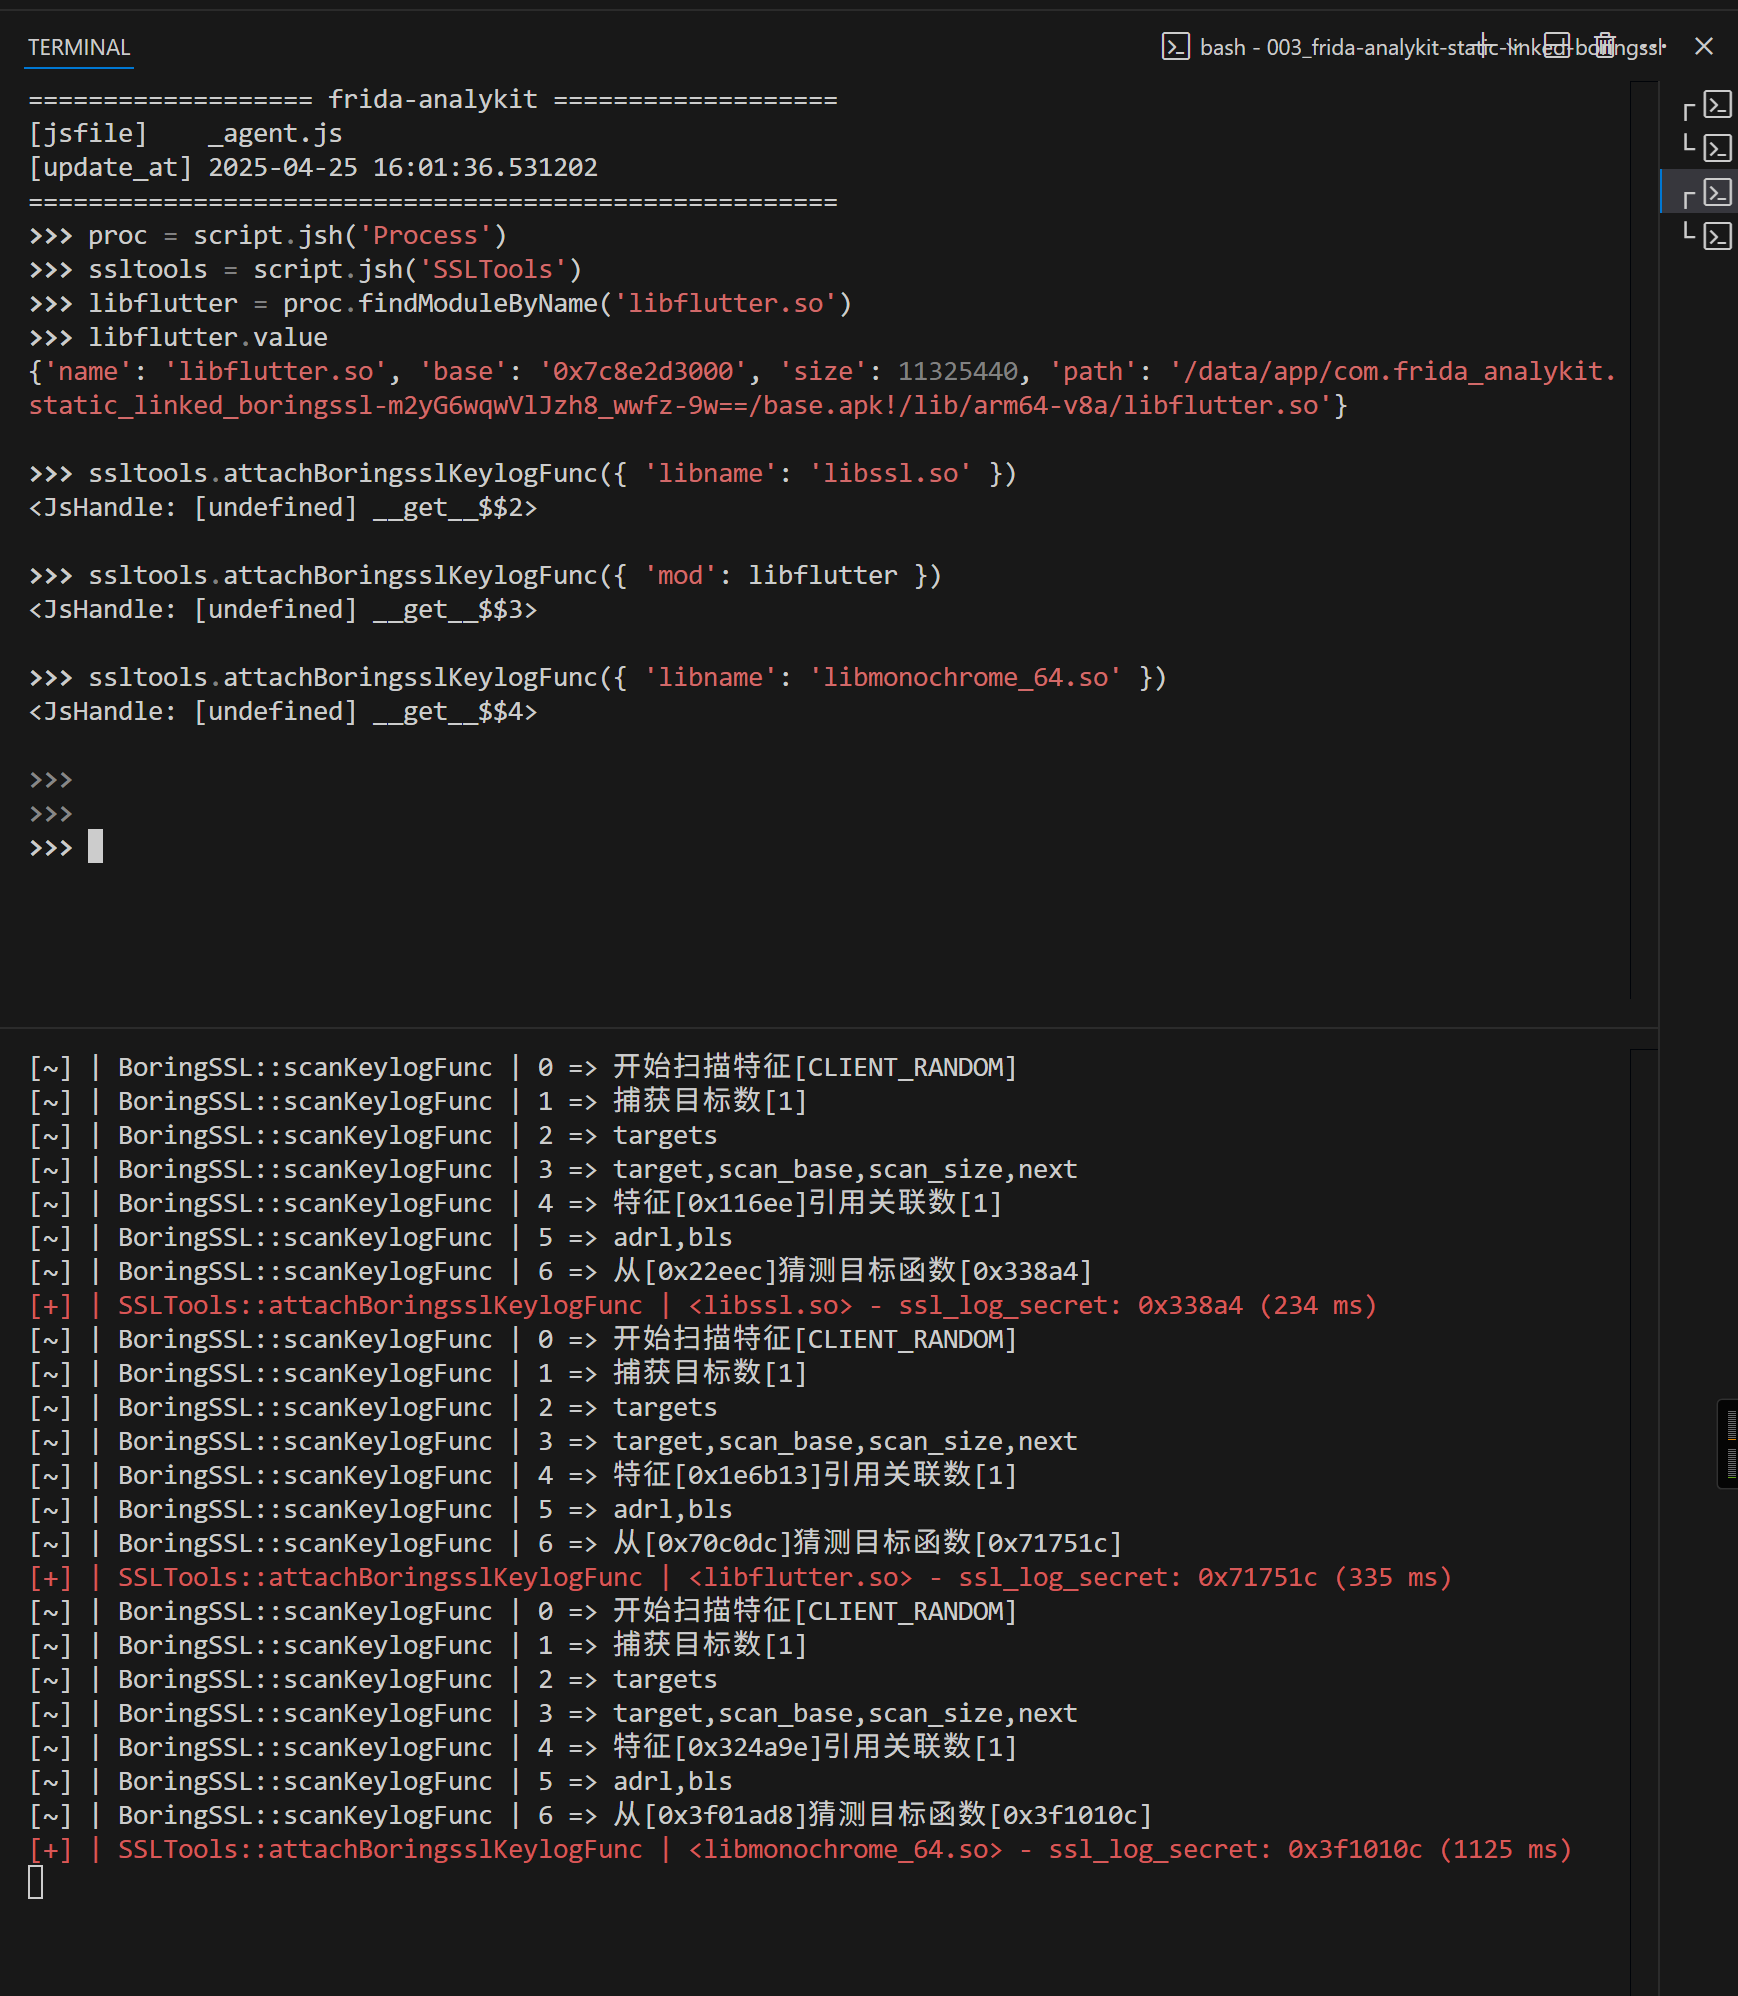 TERMINAL
bash - 003_frida-analykit-static-linked-boringssl
=================== frida-analykit ===================
[jsfile]    _agent.js
[update_at] 2025-04-25 16:01:36.531202
======================================================
>>> proc = script.jsh('Process')
>>> ssltools = script.jsh('SSLTools')
>>> libflutter = proc.findModuleByName('libflutter.so')
>>> libflutter.value
{'name': 'libflutter.so', 'base': '0x7c8e2d3000', 'size': 11325440, 'path': '/data/app/com.frida_analykit.
static_linked_boringssl-m2yG6wqwVlJzh8_wwfz-9w==/base.apk!/lib/arm64-v8a/libflutter.so'}
>>> ssltools.attachBoringsslKeylogFunc({ 'libname': 'libssl.so' })
<JsHandle: [undefined] __get__$$2>
>>> ssltools.attachBoringsslKeylogFunc({ 'mod': libflutter })
<JsHandle: [undefined] __get__$$3>
>>> ssltools.attachBoringsslKeylogFunc({ 'libname': 'libmonochrome_64.so' })
<JsHandle: [undefined] __get__$$4>
>>>
>>>
>>>
[~] | BoringSSL::scanKeylogFunc | 0 => 开始扫描特征[CLIENT_RANDOM]
[~] | BoringSSL::scanKeylogFunc | 1 => 捕获目标数[1]
[~] | BoringSSL::scanKeylogFunc | 2 => targets
[~] | BoringSSL::scanKeylogFunc | 3 => target,scan_base,scan_size,next
[~] | BoringSSL::scanKeylogFunc | 4 => 特征[0x116ee]引用关联数[1]
[~] | BoringSSL::scanKeylogFunc | 5 => adrl,bls
[~] | BoringSSL::scanKeylogFunc | 6 => 从[0x22eec]猜测目标函数[0x338a4]
[+] | SSLTools::attachBoringsslKeylogFunc | <libssl.so> - ssl_log_secret: 0x338a4 (234 ms)
[~] | BoringSSL::scanKeylogFunc | 0 => 开始扫描特征[CLIENT_RANDOM]
[~] | BoringSSL::scanKeylogFunc | 1 => 捕获目标数[1]
[~] | BoringSSL::scanKeylogFunc | 2 => targets
[~] | BoringSSL::scanKeylogFunc | 3 => target,scan_base,scan_size,next
[~] | BoringSSL::scanKeylogFunc | 4 => 特征[0x1e6b13]引用关联数[1]
[~] | BoringSSL::scanKeylogFunc | 5 => adrl,bls
[~] | BoringSSL::scanKeylogFunc | 6 => 从[0x70c0dc]猜测目标函数[0x71751c]
[+] | SSLTools::attachBoringsslKeylogFunc | <libflutter.so> - ssl_log_secret: 0x71751c (335 ms)
[~] | BoringSSL::scanKeylogFunc | 0 => 开始扫描特征[CLIENT_RANDOM]
[~] | BoringSSL::scanKeylogFunc | 1 => 捕获目标数[1]
[~] | BoringSSL::scanKeylogFunc | 2 => targets
[~] | BoringSSL::scanKeylogFunc | 3 => target,scan_base,scan_size,next
[~] | BoringSSL::scanKeylogFunc | 4 => 特征[0x324a9e]引用关联数[1]
[~] | BoringSSL::scanKeylogFunc | 5 => adrl,bls
[~] | BoringSSL::scanKeylogFunc | 6 => 从[0x3f01ad8]猜测目标函数[0x3f1010c]
[+] | SSLTools::attachBoringsslKeylogFunc | <libmonochrome_64.so> - ssl_log_secret: 0x3f1010c (1125 ms)